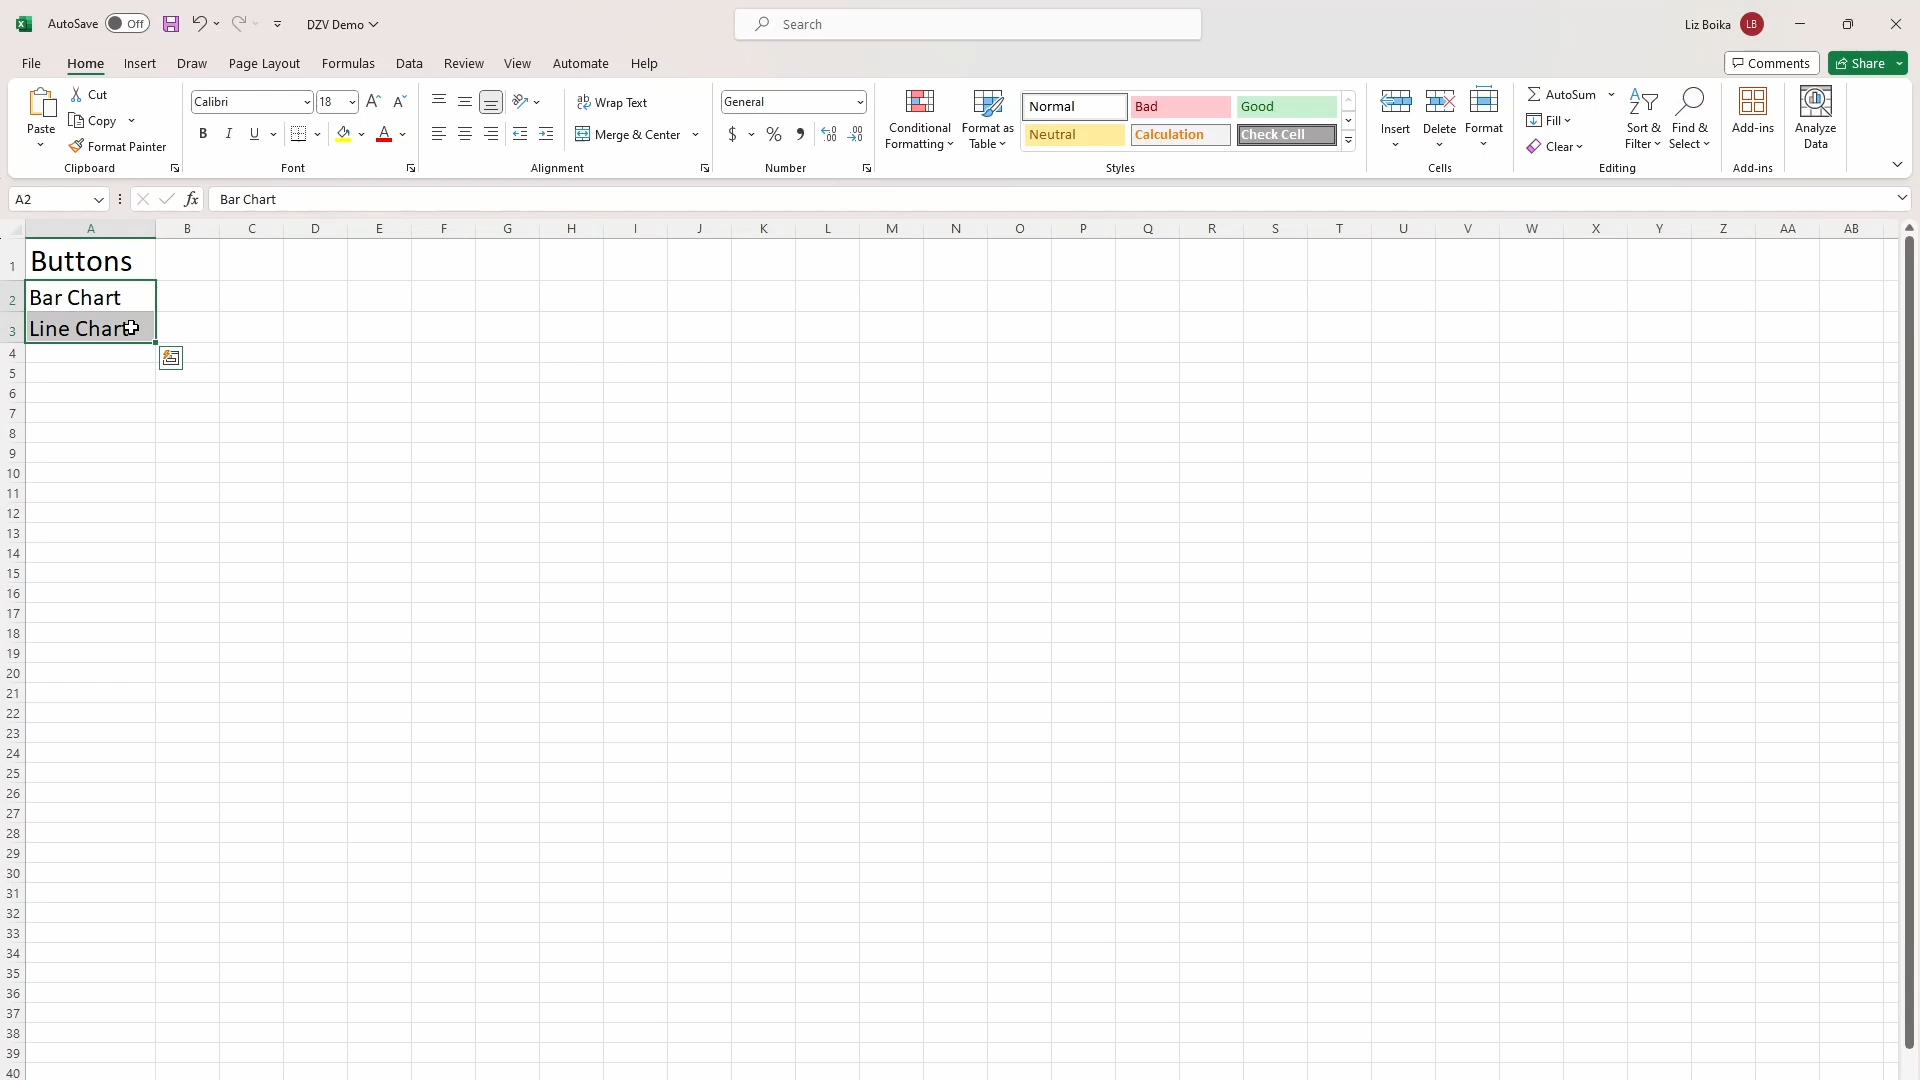 AutoSave Off DZV Demo Search Liz Boika LB
File Home Insert Draw Page Layout Formulas Data Review View Automate Help Comments Share
Paste Cut Copy Format Painter Clipboard
Calibri 18 B I U A Font
Wrap Text Merge & Center Alignment
General $ % , Number
Conditional Formatting Format as Table Normal Bad Good Neutral Calculation Check Cell Styles
Insert Delete Format Cells
AutoSum Fill Clear Sort & Filter Find & Select Editing
Add-ins Add-ins
Analyze Data
A2 fx Bar Chart
A B C D E F G H I J K L M N O P Q R S T U V W X Y Z AA AB
1 Buttons
2 Bar Chart
3 Line Chart
4
5
6
7
8
9
10
11
12
13
14
15
16
17
18
19
20
21
22
23
24
25
26
27
28
29
30
31
32
33
34
35
36
37
38
39
40